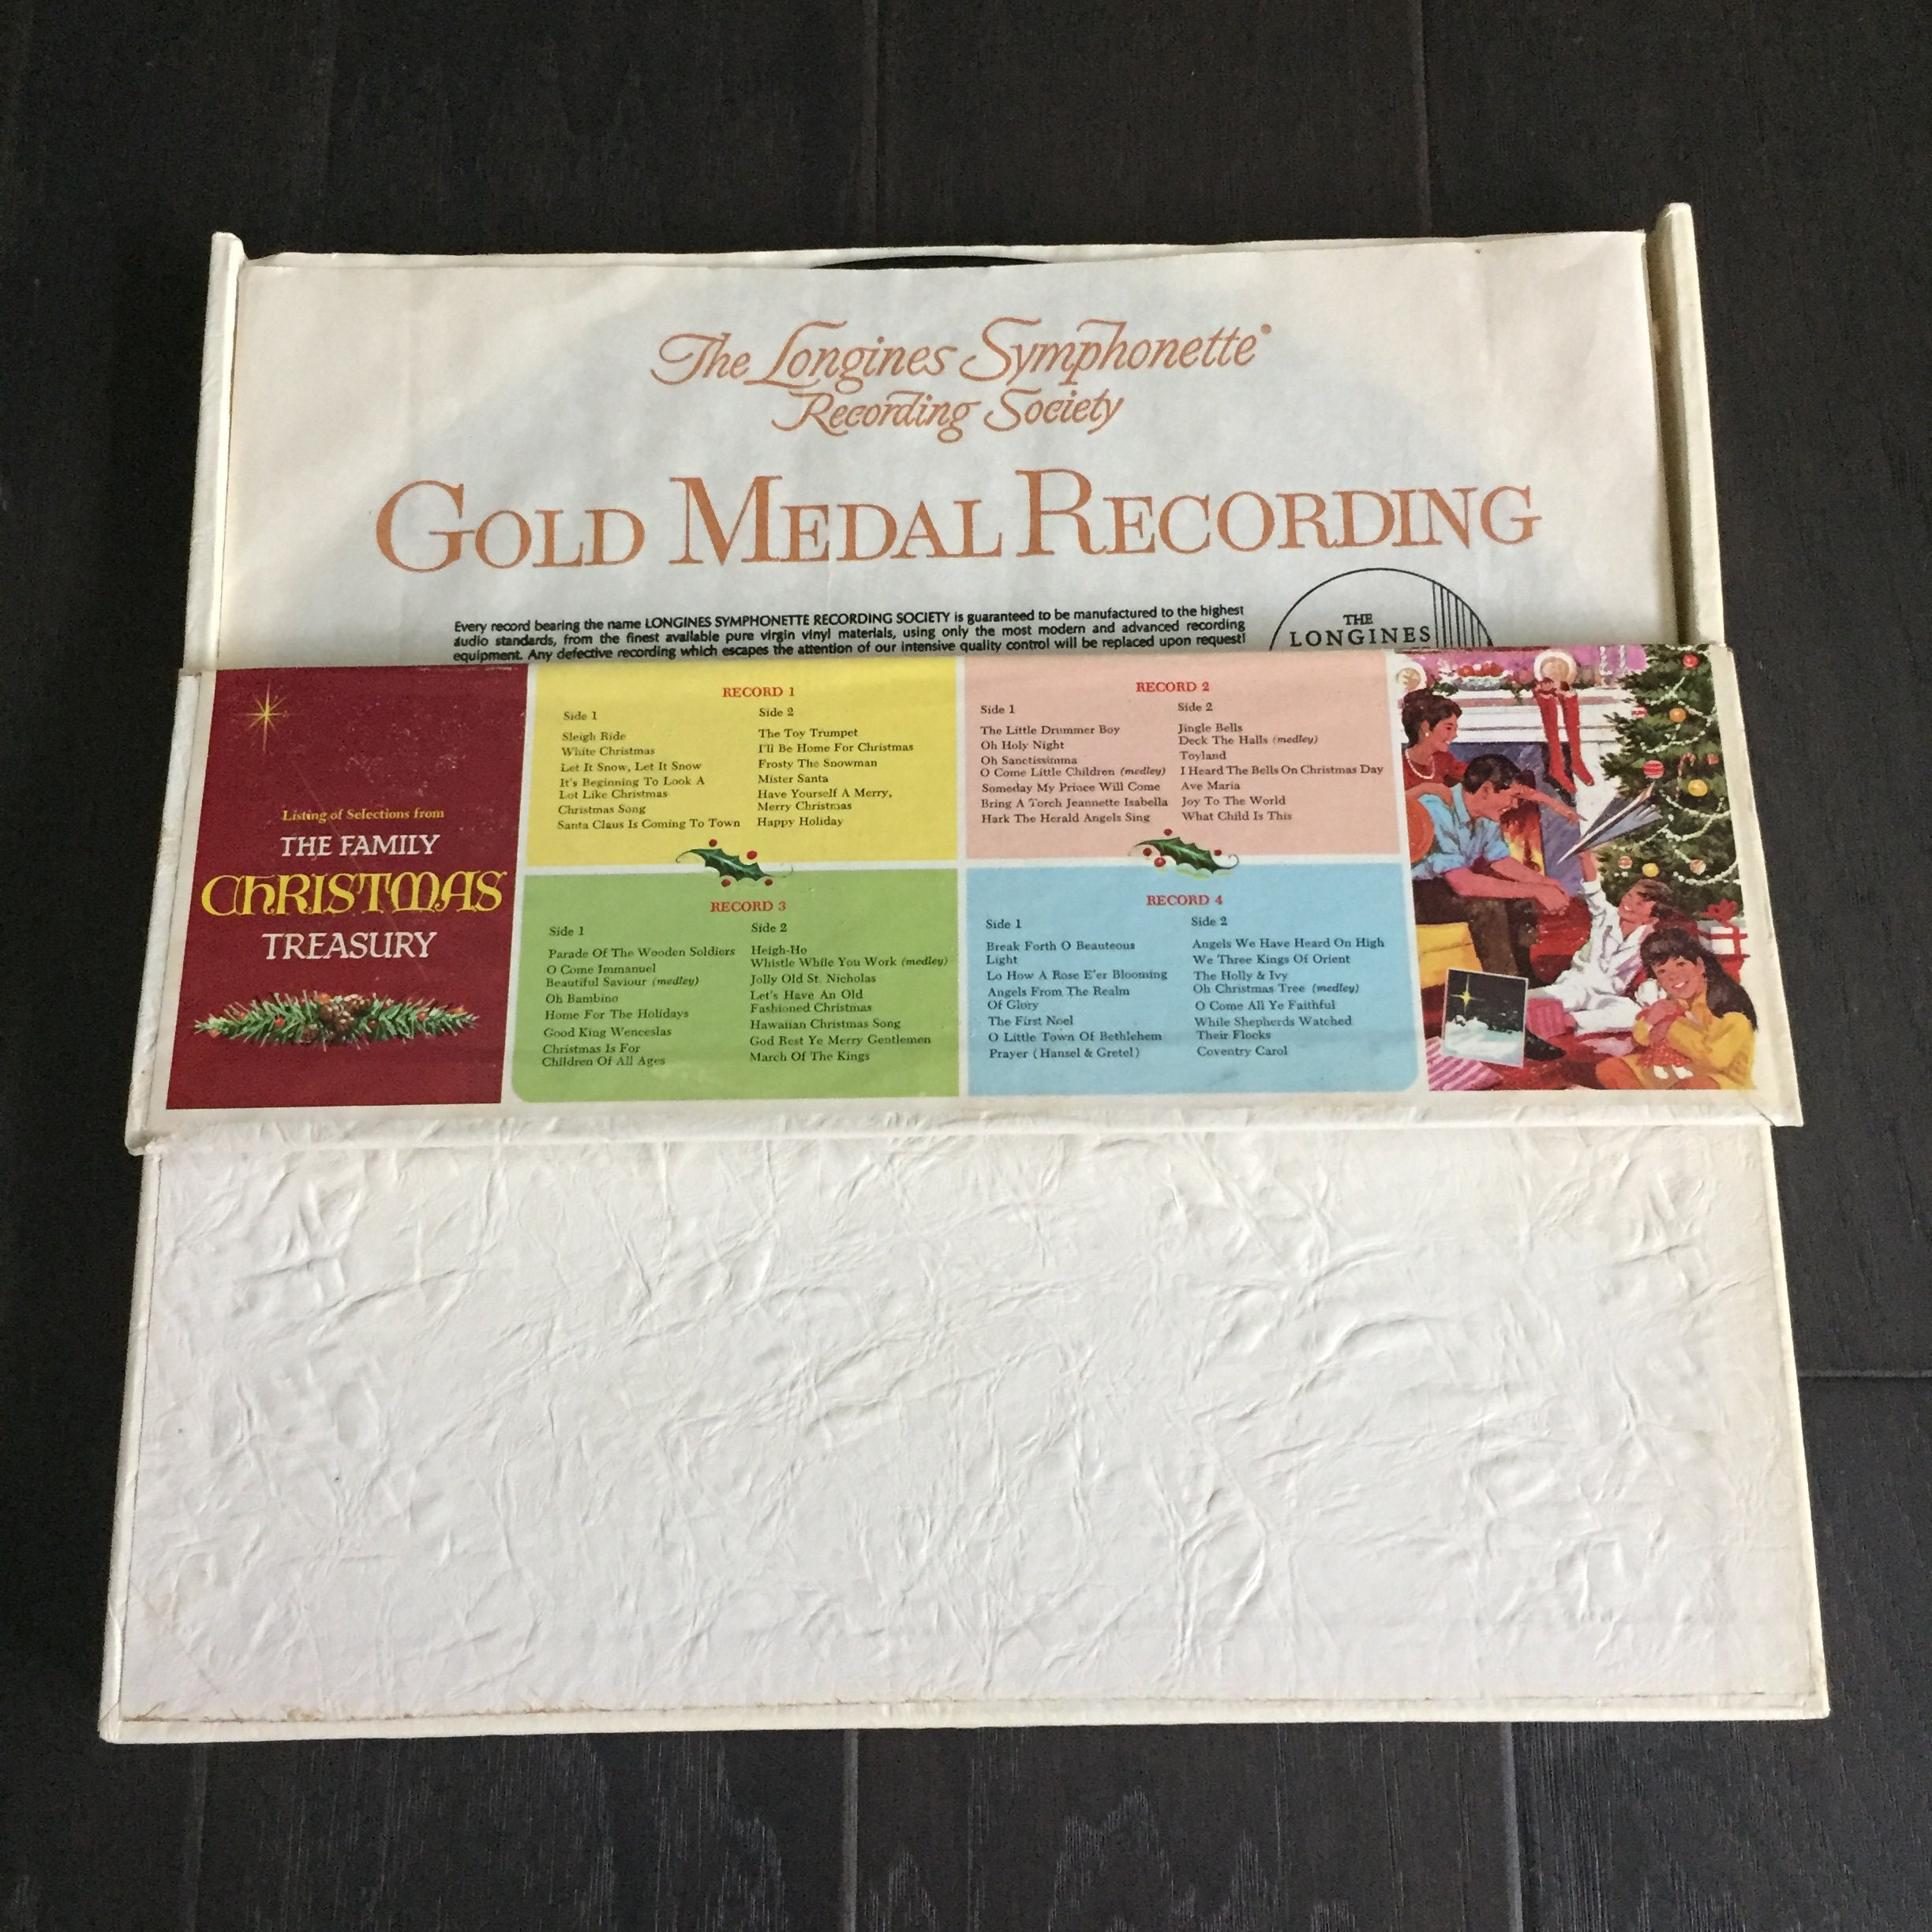 The Longines Symphonette
Recording Society
GOLD MEDAL RECORDING
Every record bearing the name LONGINES SYMPHONETTE RECORDING SOCIETY is guaranteed to be manufactured to the highest
audio standards, from the finest available pure virgin vinyl materials, using only the most modern and advanced recording
equipment. Any defective recording which escapes the attention of our intensive quality control will be replaced upon request!
THE
LONGINES
Listing of Selections from
THE FAMILY
CHRISTMAS
TREASURY
RECORD 1
Side 1
Sleigh Ride
White Christmas
Let It Snow, Let It Snow
It's Beginning To Look A
Lot Like Christmas
Christmas Song
Santa Claus Is Coming To Town
Side 2
The Toy Trumpet
I'll Be Home For Christmas
Frosty The Snowman
Mister Santa
Have Yourself A Merry,
Merry Christmas
Happy Holiday
RECORD 2
Side 1
The Little Drummer Boy
Oh Holy Night
Oh Sanctissimma
O Come Little Children (medley)
Someday My Prince Will Come
Bring A Torch Jeannette Isabella
Hark The Herald Angels Sing
Side 2
Jingle Bells
Deck The Halls (medley)
Toyland
I Heard The Bells On Christmas Day
Ave Maria
Joy To The World
What Child Is This
RECORD 3
Side 1
Parade Of The Wooden Soldiers
O Come Immanuel
Beautiful Saviour (medley)
Oh Bambino
Home For The Holidays
Good King Wenceslas
Christmas Is For
Children Of All Ages
Side 2
Heigh-Ho
Whistle While You Work (medley)
Jolly Old St. Nicholas
Let's Have An Old
Fashioned Christmas
Hawaiian Christmas Song
God Rest Ye Merry Gentlemen
March Of The Kings
RECORD 4
Side 1
Break Forth O Beauteous
Light
Lo How A Rose E'er Blooming
Angels From The Realm
Of Glory
The First Noel
O Little Town Of Bethlehem
Prayer (Hansel & Gretel)
Side 2
Angels We Have Heard On High
We Three Kings Of Orient
The Holly & Ivy
Oh Christmas Tree (medley)
O Come All Ye Faithful
While Shepherds Watched
Their Flocks
Coventry Carol